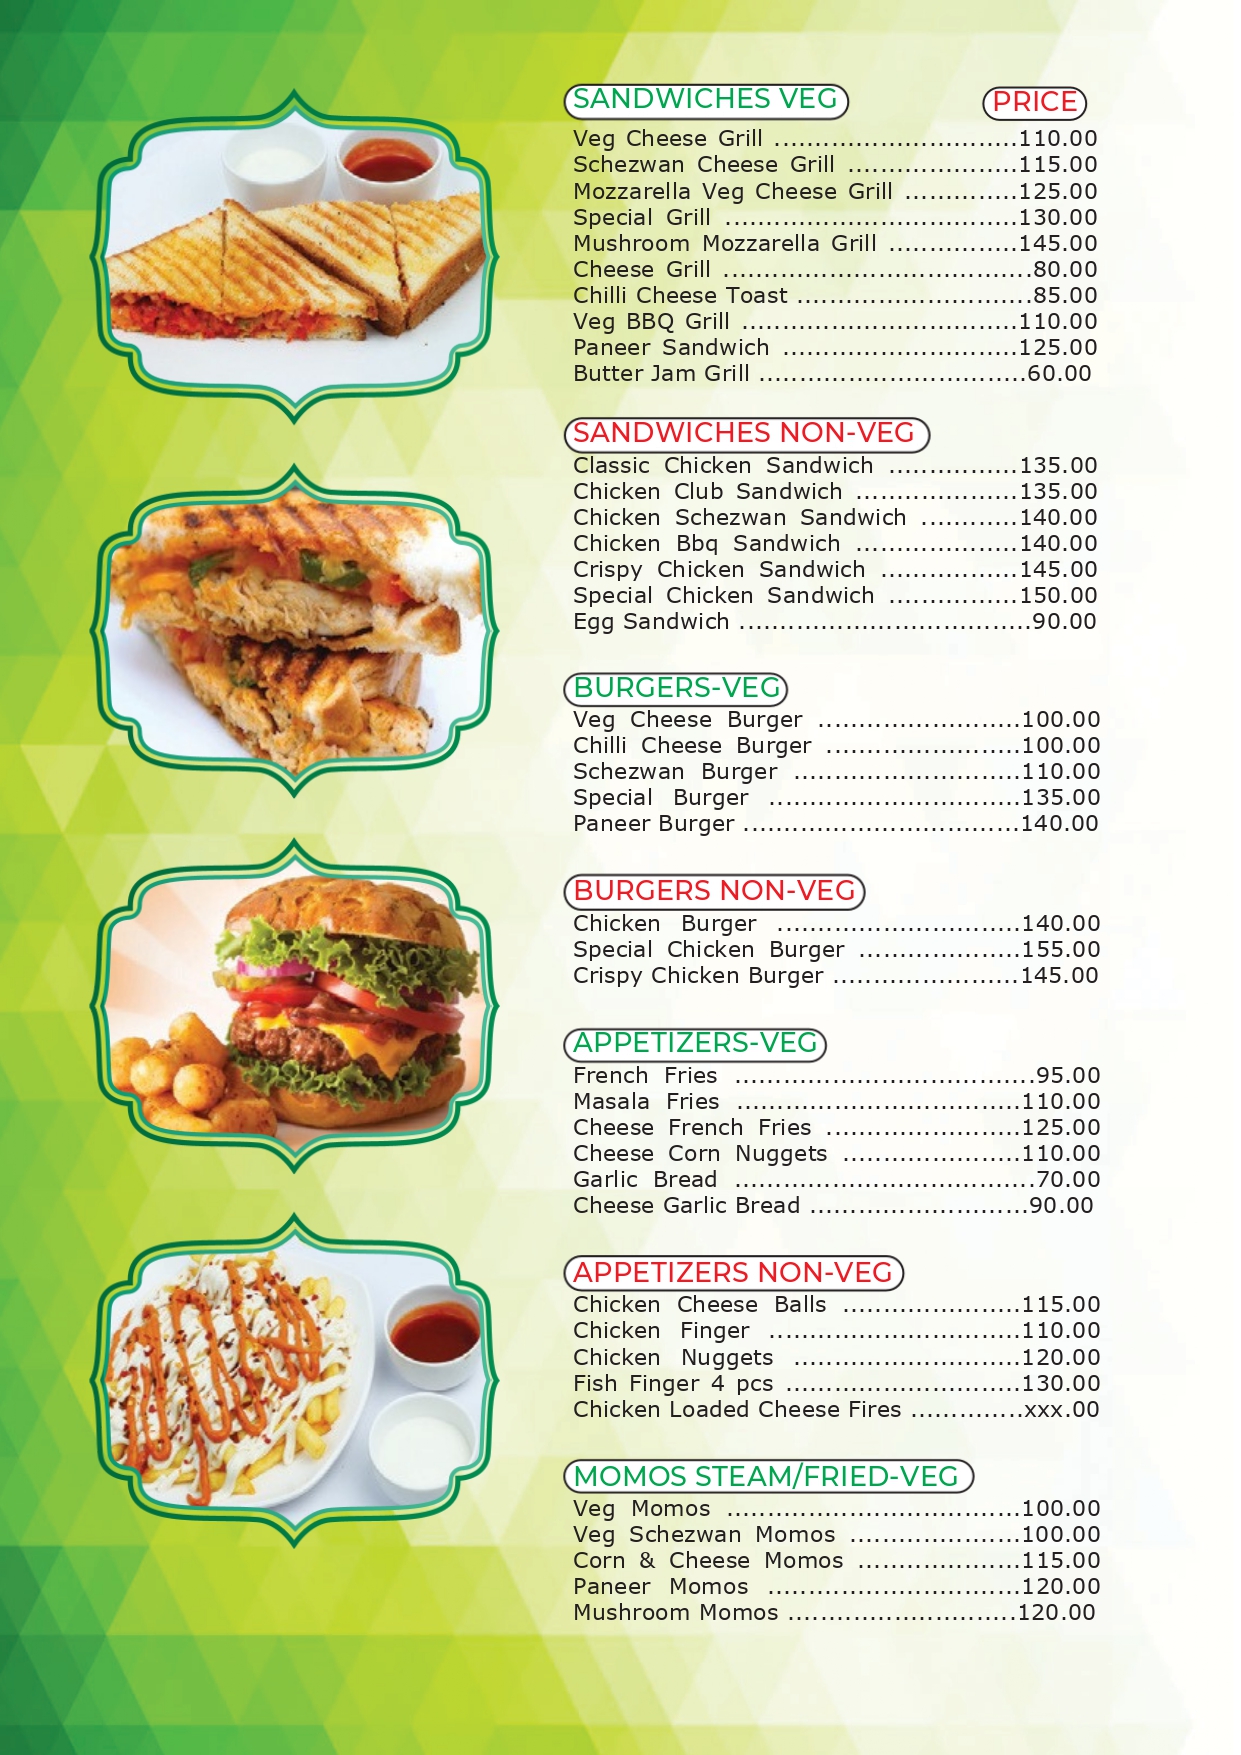 SANDWICHES VEG PRICE
Veg Cheese Grill ..............................110.00
Schezwan Cheese Grill .....................115.00
Mozzarella Veg Cheese Grill ..............125.00
Special Grill ....................................130.00
Mushroom Mozzarella Grill ................145.00
Cheese Grill ......................................80.00
Chilli Cheese Toast .............................85.00
Veg BBQ Grill ..................................110.00
Paneer Sandwich .............................125.00
Butter Jam Grill .................................60.00
SANDWICHES NON-VEG
Classic Chicken Sandwich ................135.00
Chicken Club Sandwich ....................135.00
Chicken Schezwan Sandwich ............140.00
Chicken Bbq Sandwich ....................140.00
Crispy Chicken Sandwich .................145.00
Special Chicken Sandwich ................150.00
Egg Sandwich ....................................90.00
BURGERS-VEG
Veg Cheese Burger .........................100.00
Chilli Cheese Burger ........................100.00
Schezwan Burger ............................110.00
Special Burger ...............................135.00
Paneer Burger ..................................140.00
BURGERS NON-VEG
Chicken Burger ..............................140.00
Special Chicken Burger ....................155.00
Crispy Chicken Burger .......................145.00
APPETIZERS-VEG
French Fries .....................................95.00
Masala Fries ...................................110.00
Cheese French Fries ........................125.00
Cheese Corn Nuggets ......................110.00
Garlic Bread .....................................70.00
Cheese Garlic Bread ...........................90.00
APPETIZERS NON-VEG
Chicken Cheese Balls ......................115.00
Chicken Finger ...............................110.00
Chicken Nuggets ............................120.00
Fish Finger 4 pcs .............................130.00
Chicken Loaded Cheese Fires ..............xxx.00
MOMOS STEAM/FRIED-VEG
Veg Momos ....................................100.00
Veg Schezwan Momos .....................100.00
Corn & Cheese Momos ....................115.00
Paneer Momos ...............................120.00
Mushroom Momos ............................120.00